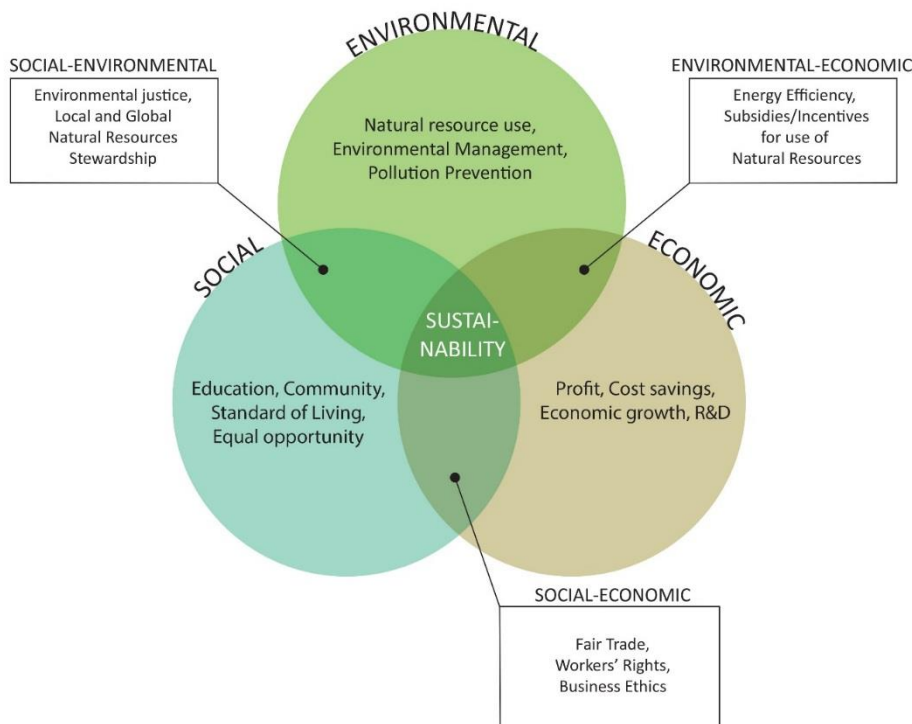 ENVIRONMENTAL
SOCIAL-ENVIRONMENTAL
Environmental justice,
Local and Global
Natural Resources
Stewardship
ENVIRONMENTAL-ECONOMIC
Energy Efficiency,
Subsidies/Incentives
for use of
Natural Resources
Natural resource use,
Environmental Management,
Pollution Prevention
SOCIAL
ECONOMIC
SUSTAI-
NABILITY
Education, Community,
Standard of Living,
Equal opportunity
Profit, Cost savings,
Economic growth, R&D
SOCIAL-ECONOMIC
Fair Trade,
Workers’ Rights,
Business Ethics